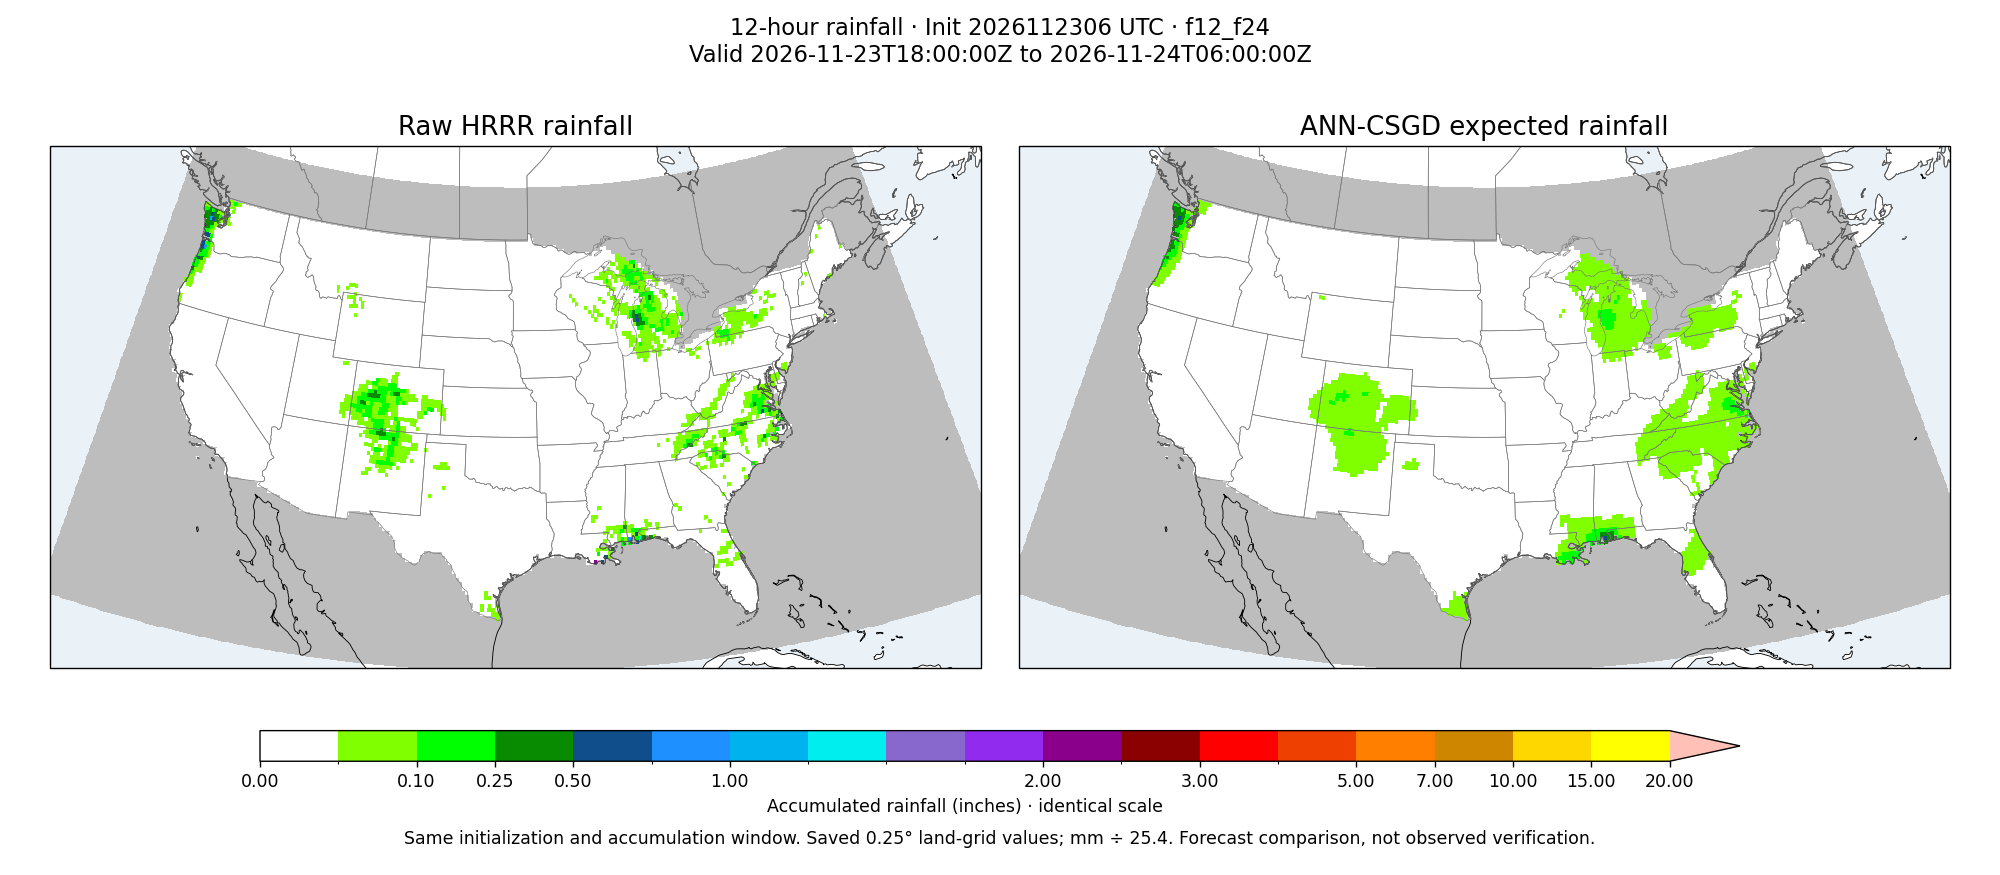 12-hour rainfall · Init 2026112306 UTC · f12_f24
Valid 2026-11-23T18:00:00Z to 2026-11-24T06:00:00Z
Raw HRRR rainfall
ANN-CSGD expected rainfall
0.00 0.10 0.25 0.50 1.00 2.00 3.00 5.00 7.00 10.00 15.00 20.00
Accumulated rainfall (inches) · identical scale
Same initialization and accumulation window. Saved 0.25° land-grid values; mm ÷ 25.4. Forecast comparison, not observed verification.